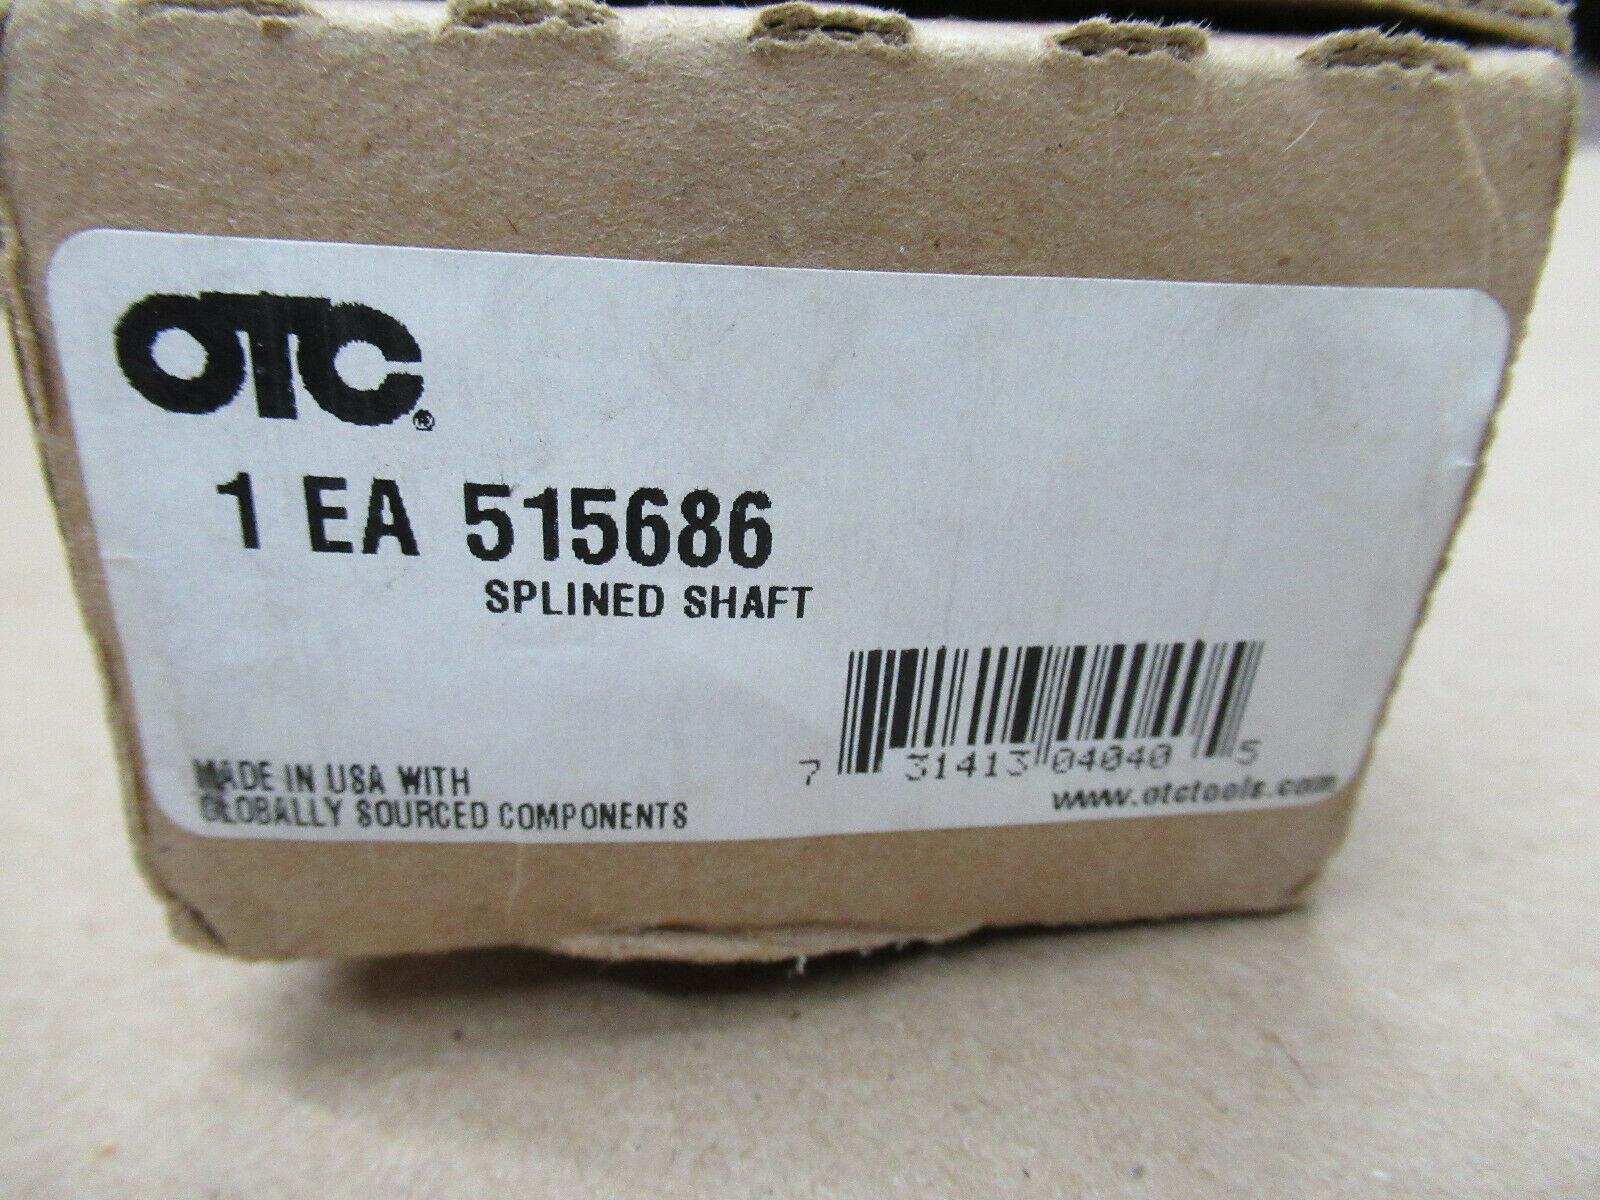 OTC®
1 EA 515686
SPLINED SHAFT
7 31413 04040 5
www.otctools.com
MADE IN USA WITH
GLOBALLY SOURCED COMPONENTS